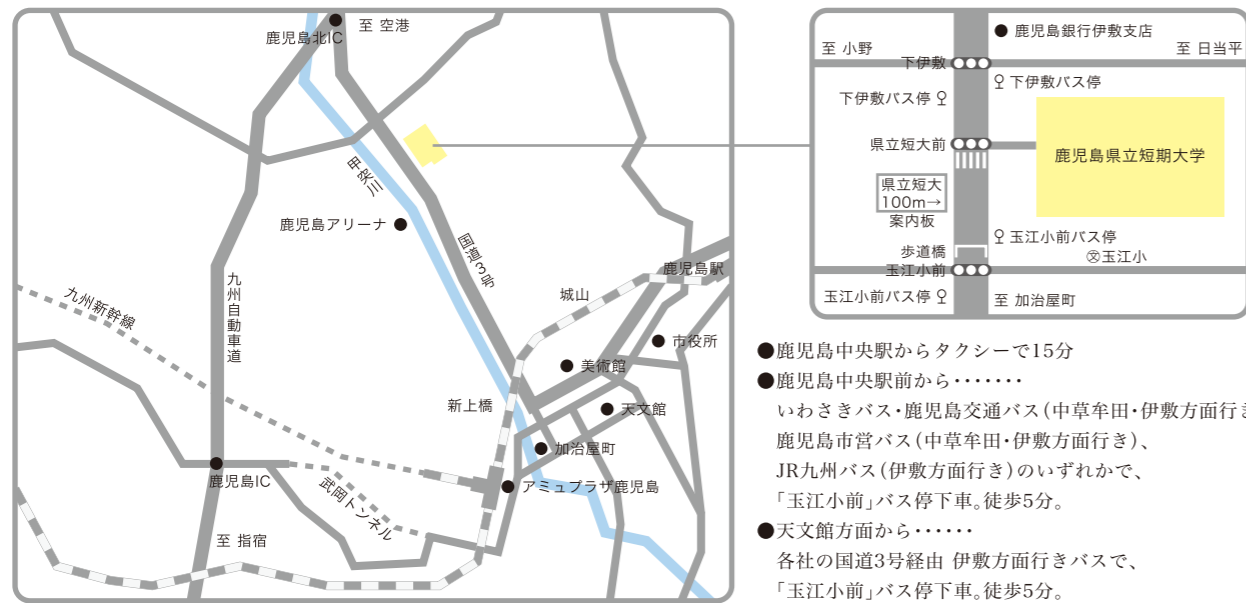 至 空港
鹿児島北IC
甲突川
鹿児島アリーナ
国道3号
鹿児島駅
九州新幹線
九州自動車道
城山
市役所
美術館
新上橋
天文館
加治屋町
鹿児島IC
アミュプラザ鹿児島
武岡トンネル
至 指宿
鹿児島銀行伊敷支店
至 小野
至 日当平
下伊敷
下伊敷バス停
下伊敷バス停
県立短大前
鹿児島県立短期大学
県立短大
100m→
案内板
玉江小前バス停
歩道橋
文玉江小
玉江小前
玉江小前バス停
至 加治屋町
●鹿児島中央駅からタクシーで15分
●鹿児島中央駅前から・・・・・・・
いわさきバス・鹿児島交通バス(中草牟田・伊敷方面行き
鹿児島市営バス(中草牟田・伊敷方面行き)、
JR九州バス(伊敷方面行き)のいずれかで、
「玉江小前」バス停下車。徒歩5分。
●天文館方面から・・・・・・
各社の国道3号経由 伊敷方面行きバスで、
「玉江小前」バス停下車。徒歩5分。